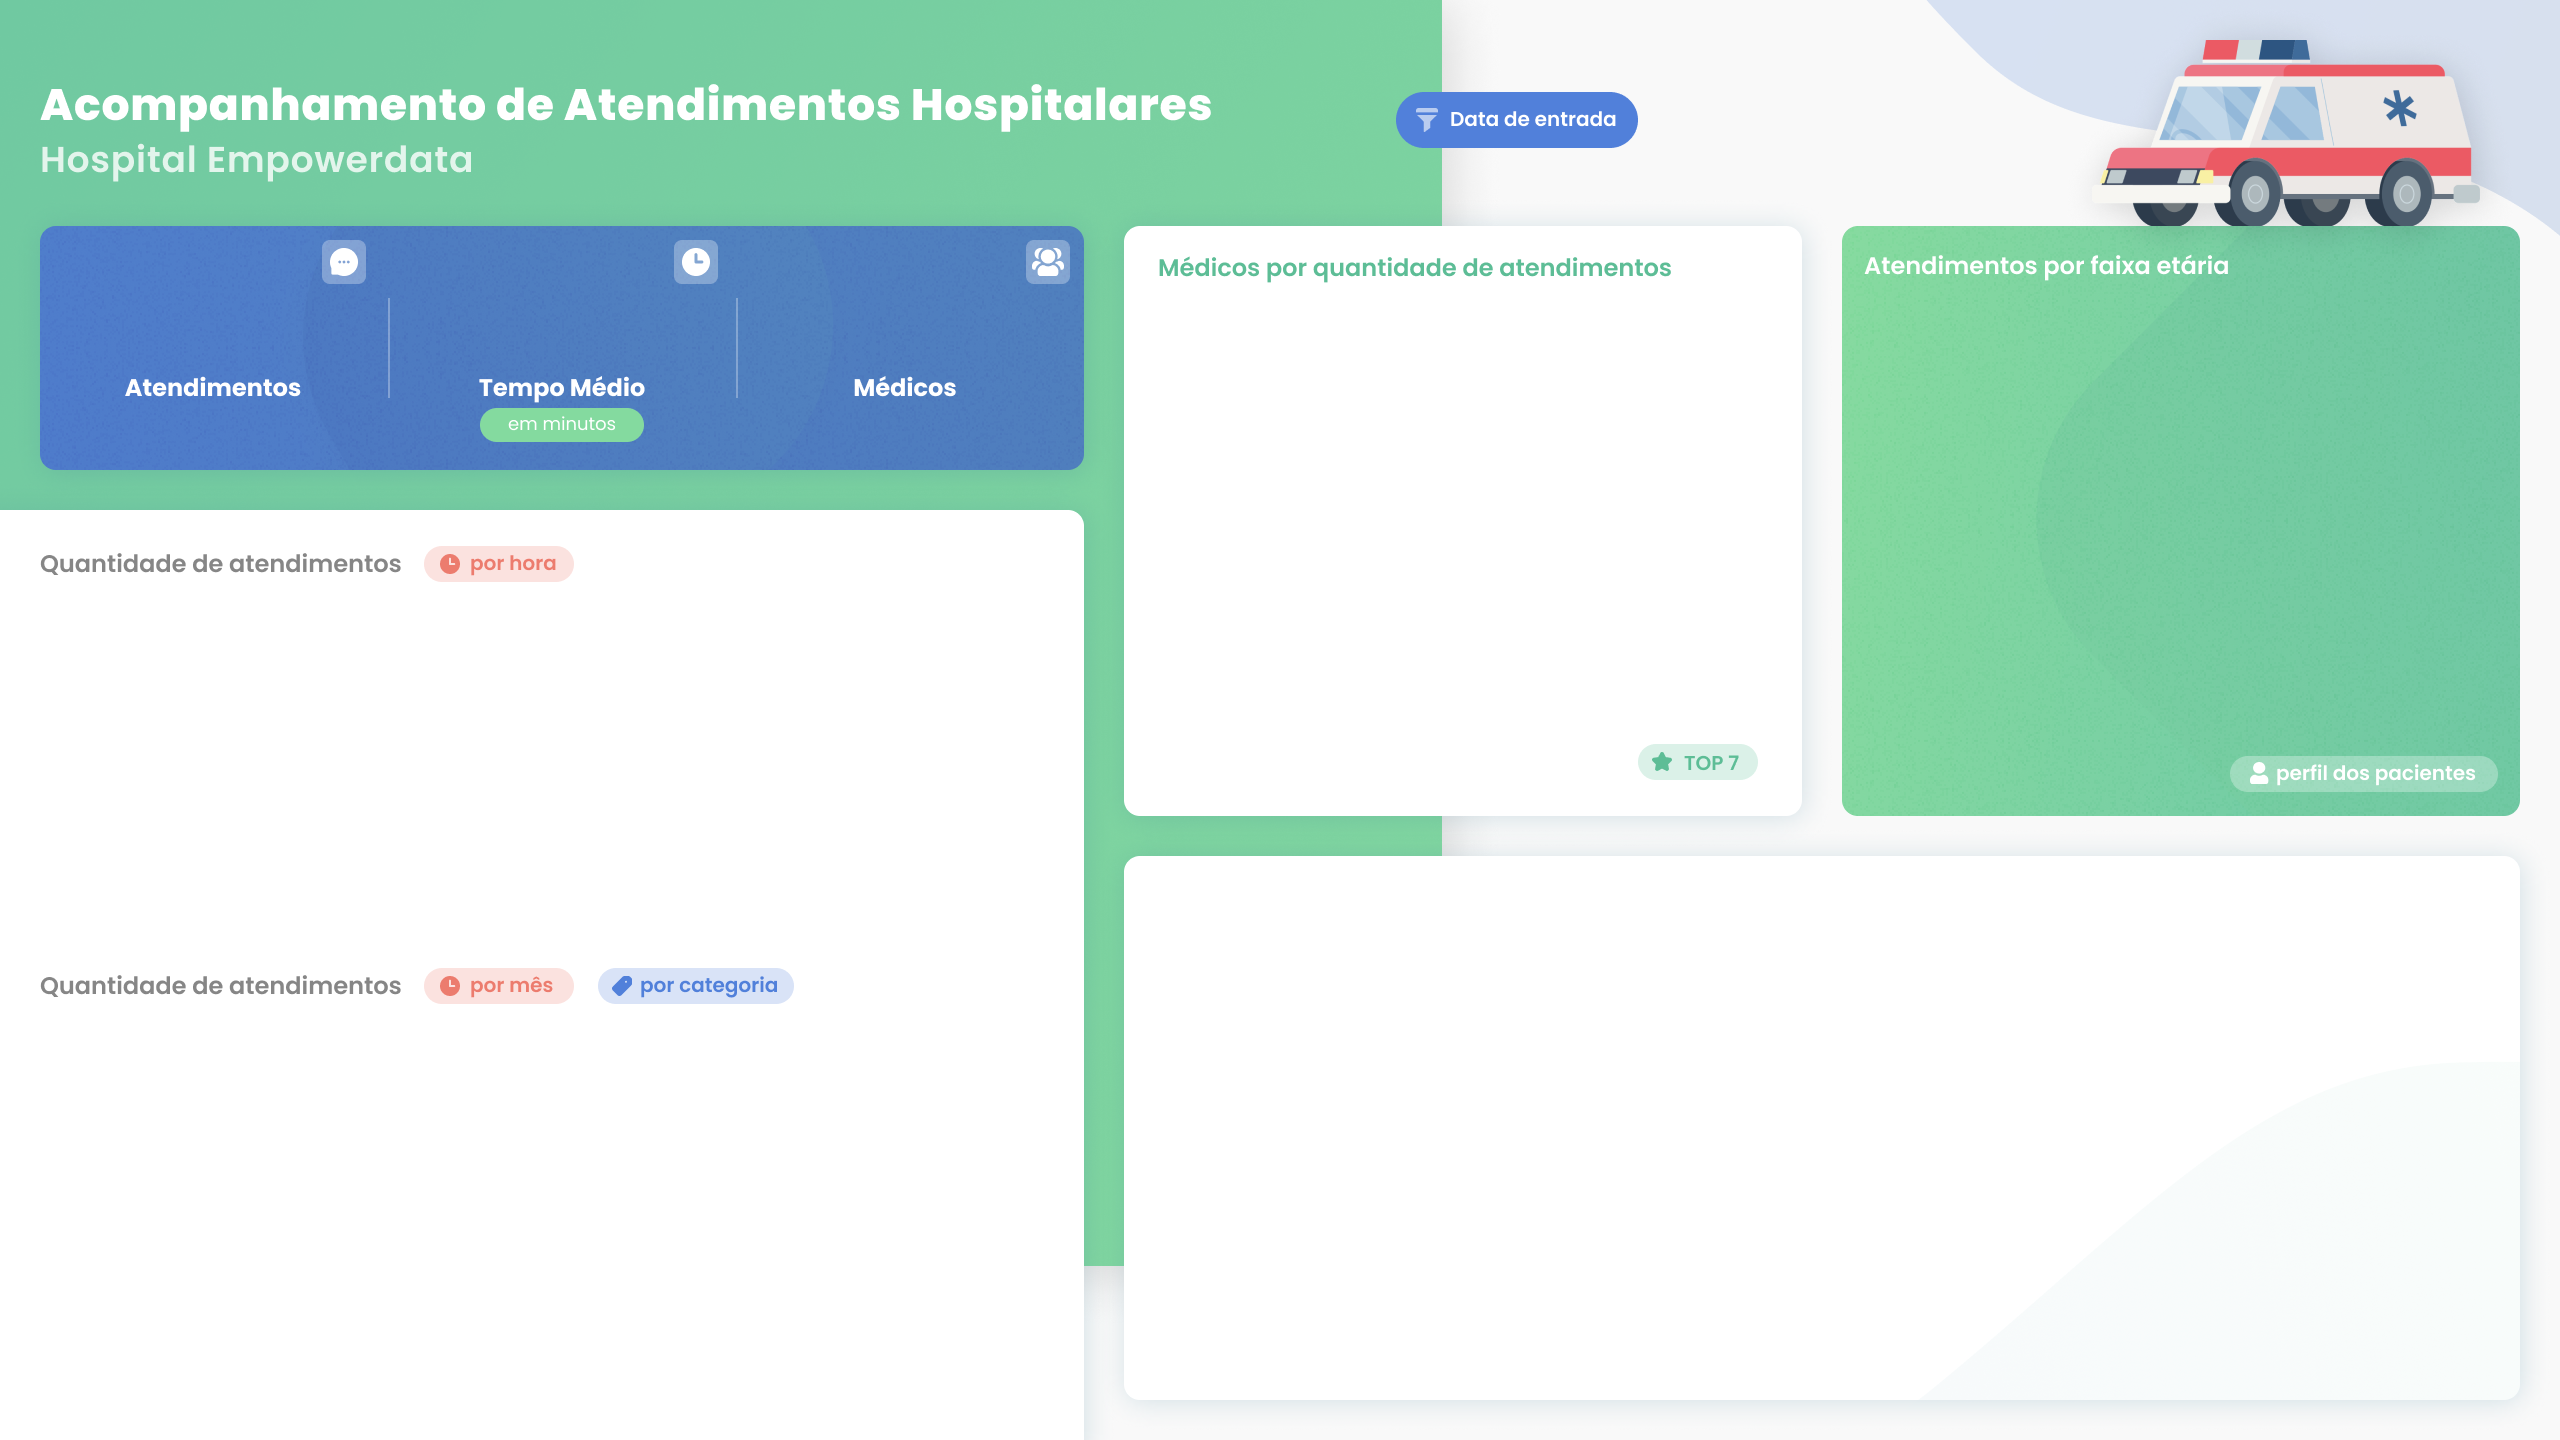 Acompanhamento de Atendimentos Hospitalares
Hospital Empowerdata
Data de entrada
Atendimentos
Tempo Médio
em minutos
Médicos
Médicos por quantidade de atendimentos
TOP 7
Atendimentos por faixa etária
perfil dos pacientes
Quantidade de atendimentos por hora
Quantidade de atendimentos por mês por categoria